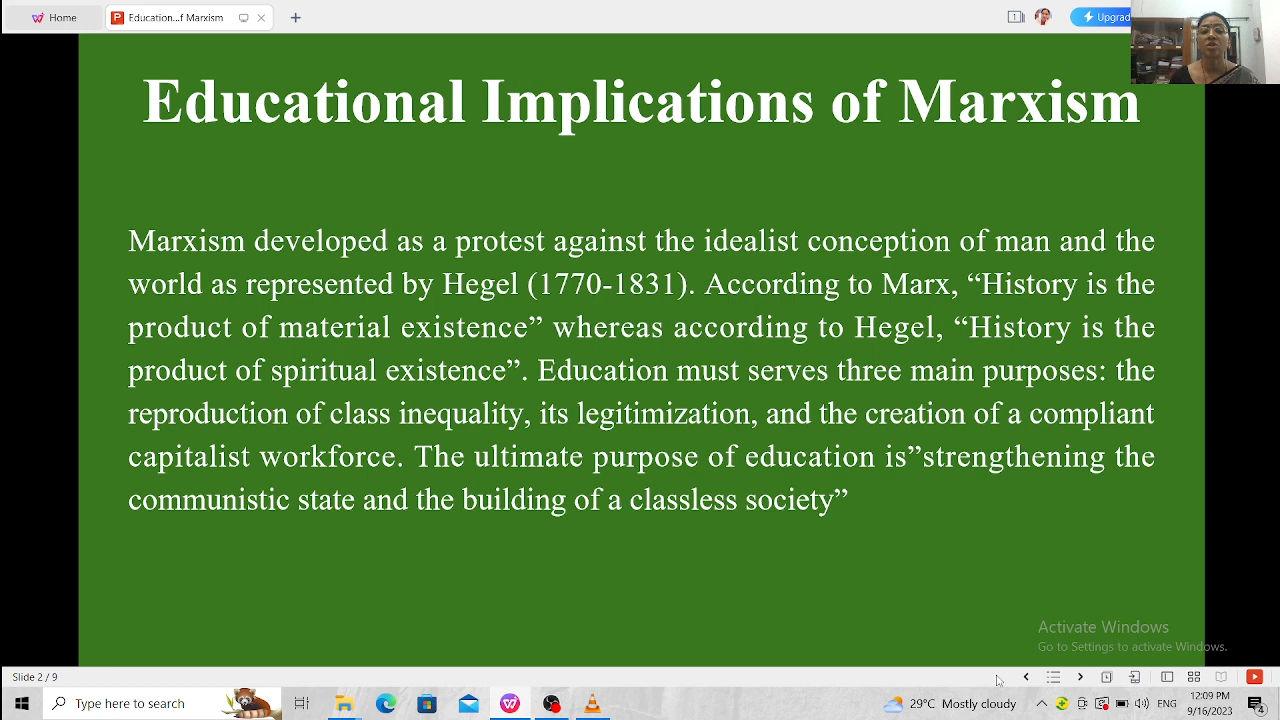 Home
Education...f Marxism
1
Upgrad
Educational Implications of Marxism
Marxism developed as a protest against the idealist conception of man and the
world as represented by Hegel (1770-1831). According to Marx, “History is the
product of material existence” whereas according to Hegel, “History is the
product of spiritual existence”. Education must serves three main purposes: the
reproduction of class inequality, its legitimization, and the creation of a compliant
capitalist workforce. The ultimate purpose of education is”strengthening the
communistic state and the building of a classless society”
Activate Windows
Go to Settings to activate Windows.
Slide 2 / 9
Type here to search
29°C Mostly cloudy
ENG
12:09 PM
9/16/2023
4